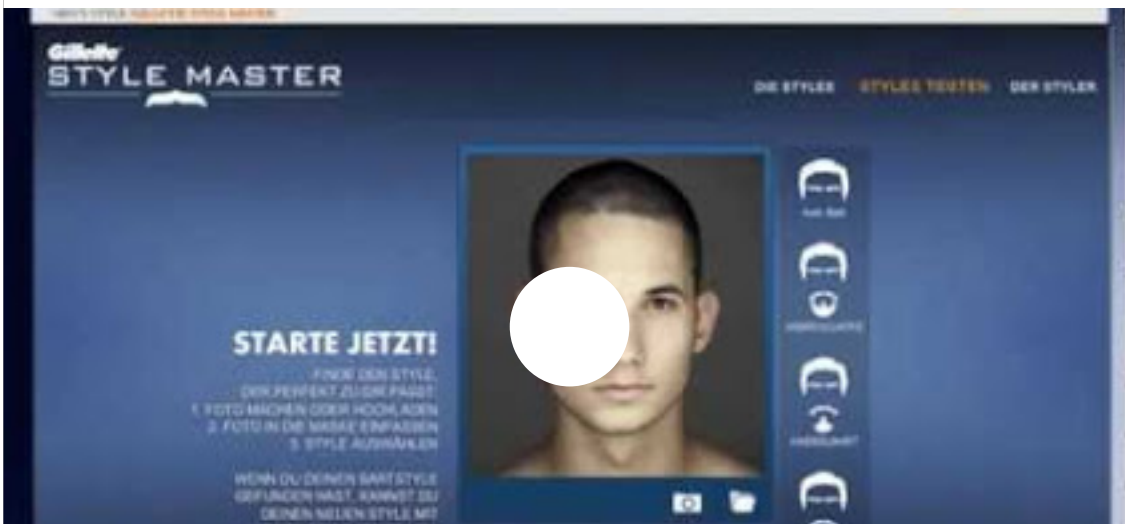 Gillette
STYLE MASTER
DIE STYLES STYLES TESTEN DER STYLER
STARTE JETZT!
FINDE DEN STYLE,
DER PERFEKT ZU DIR PASST.
1. FOTO MACHEN ODER HOCHLADEN
2. FOTO IN DIE MASKE EINPASSEN
3. STYLE AUSWÄHLEN
WENN DU DEINEN BARTSTYLE
GEFUNDEN HAST, KANNST DU
DEINEN NEUEN STYLE MIT